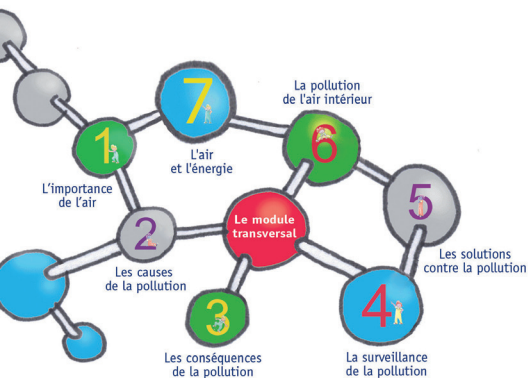 7
La pollution
de l'air intérieur
1
6
L'air
et l'énergie
L'importance
de l'air
5
2
Le module
transversal
Les solutions
contre la pollution
Les causes
de la pollution
4
3
Les conséquences
de la pollution
La surveillance
de la pollution